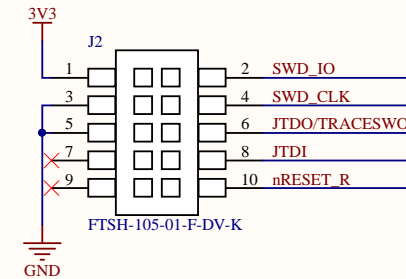 3V3
J2
1 2 SWD_IO
3 4 SWD_CLK
5 6 JTDO/TRACESWO
7 8 JTDI
9 10 nRESET_R
FTSH-105-01-F-DV-K
GND